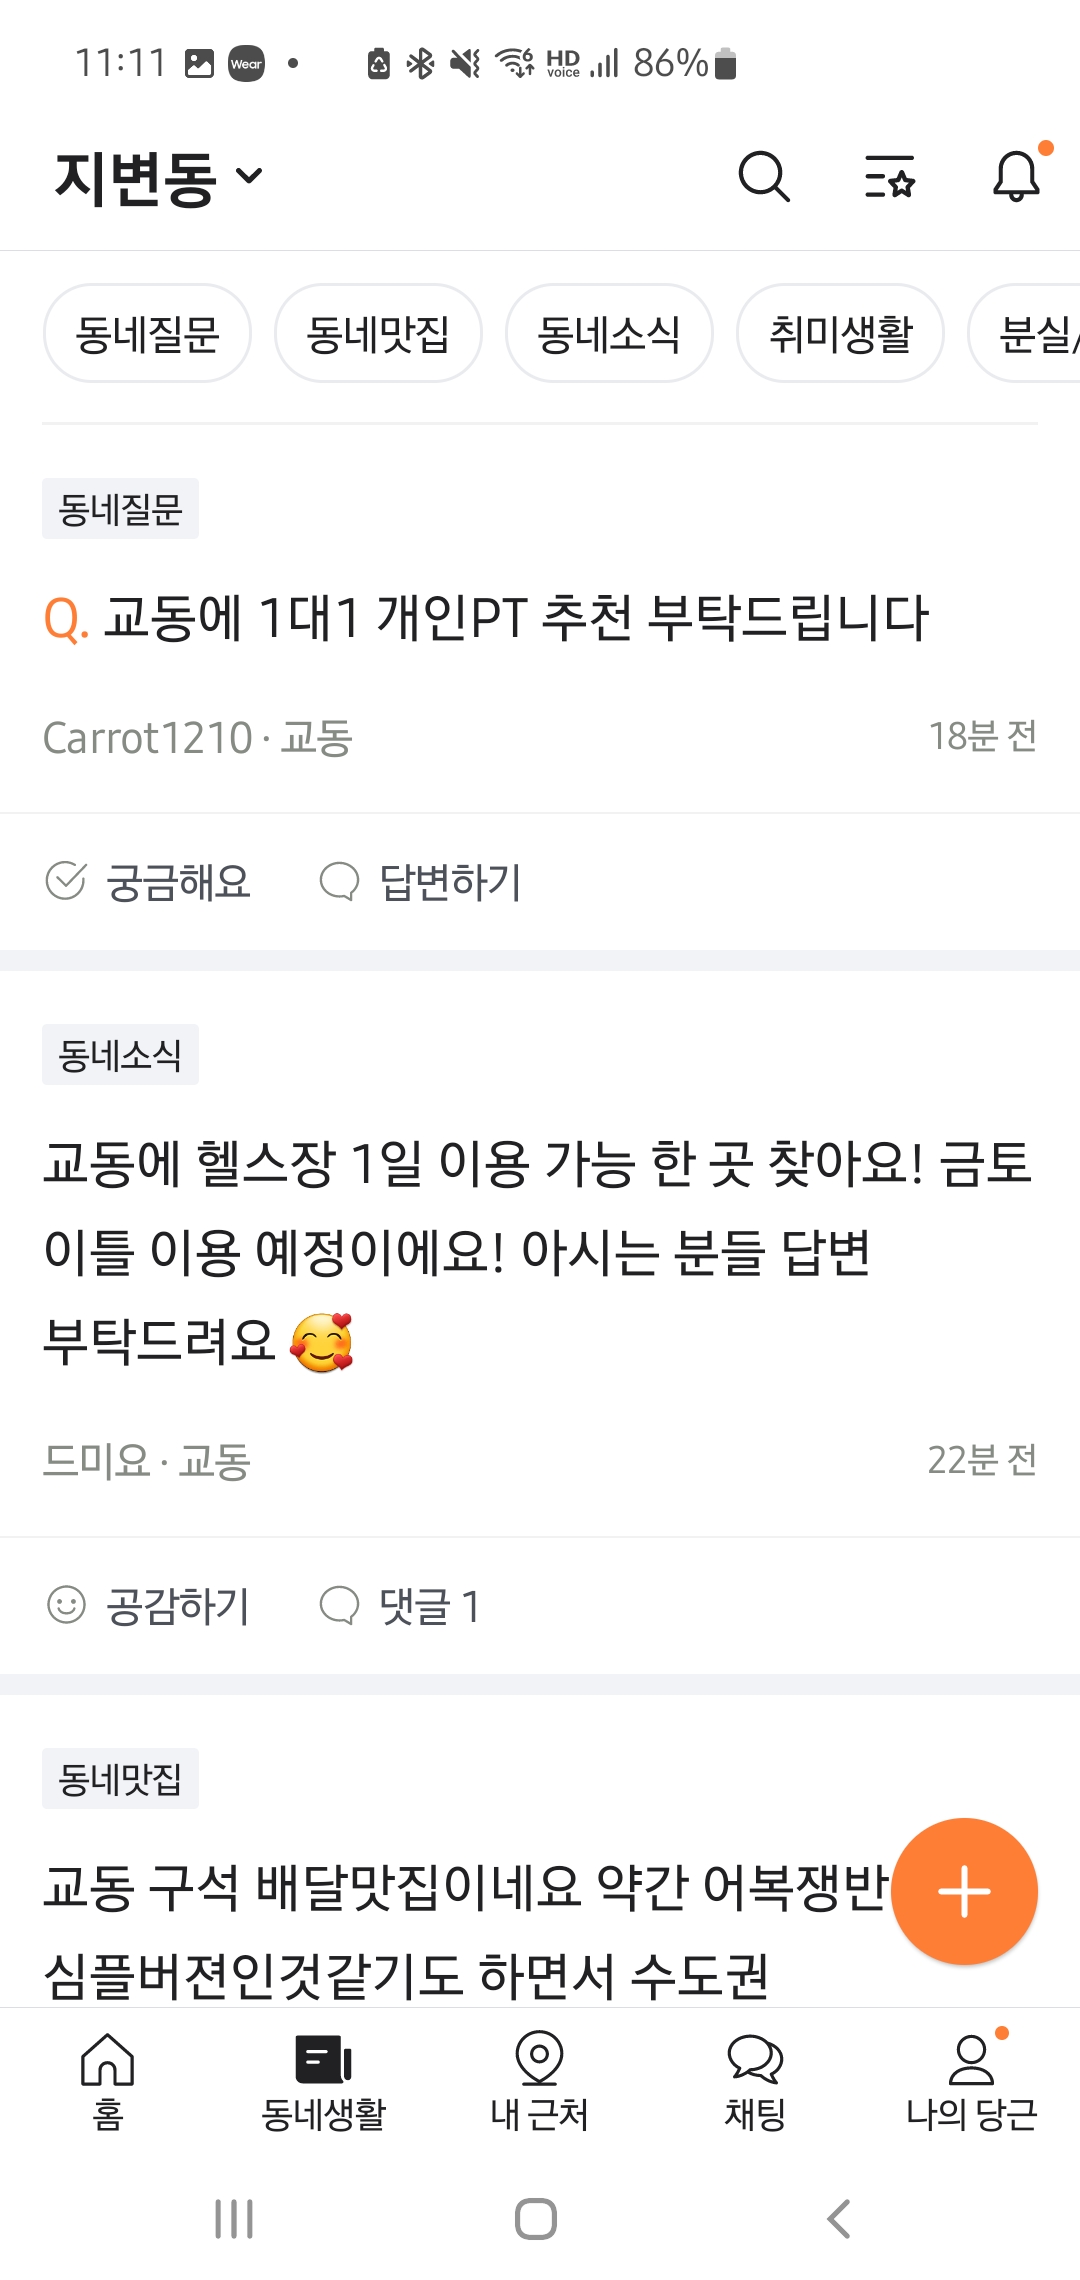 11:11 Wear HD voice 86%
지변동
동네질문 동네맛집 동네소식 취미생활 분실/
동네질문
Q. 교동에 1대1 개인PT 추천 부탁드립니다
Carrot1210 · 교동 18분 전
궁금해요 답변하기
동네소식
교동에 헬스장 1일 이용 가능 한 곳 찾아요! 금토
이틀 이용 예정이에요! 아시는 분들 답변
부탁드려요 🥰
드미요 · 교동 22분 전
공감하기 댓글 1
동네맛집
교동 구석 배달맛집이네요 약간 어복쟁반
심플버젼인것같기도 하면서 수도권
홈 동네생활 내 근처 채팅 나의 당근